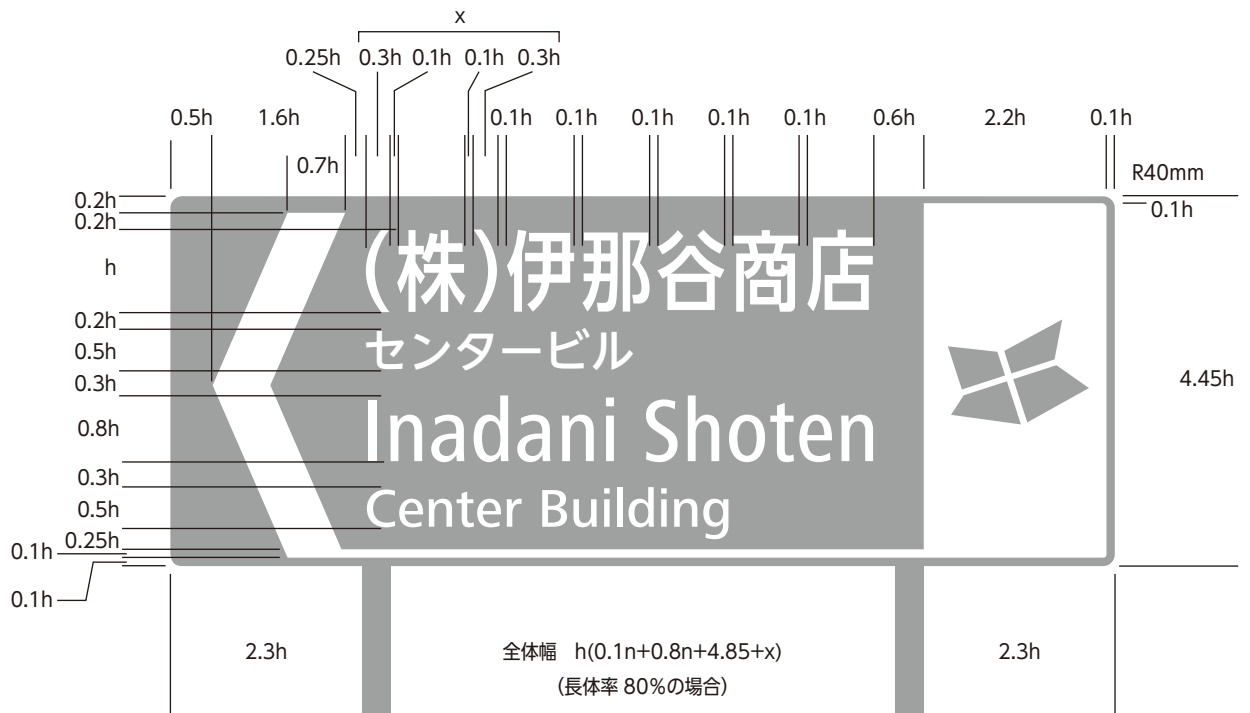 x
0.25h 0.3h 0.1h 0.1h 0.3h
0.5h 1.6h 0.1h 0.1h 0.1h 0.1h 0.1h 0.6h 2.2h 0.1h
0.7h
R40mm
0.2h
0.2h
0.1h
h
(株)伊那谷商店
0.2h
センタービル
0.5h
0.3h
4.45h
Inadani Shoten
0.8h
0.3h
Center Building
0.5h
0.25h
0.1h
0.1h
2.3h
全体幅 h(0.1n+0.8n+4.85+x)
2.3h
(長体率 80%の場合)